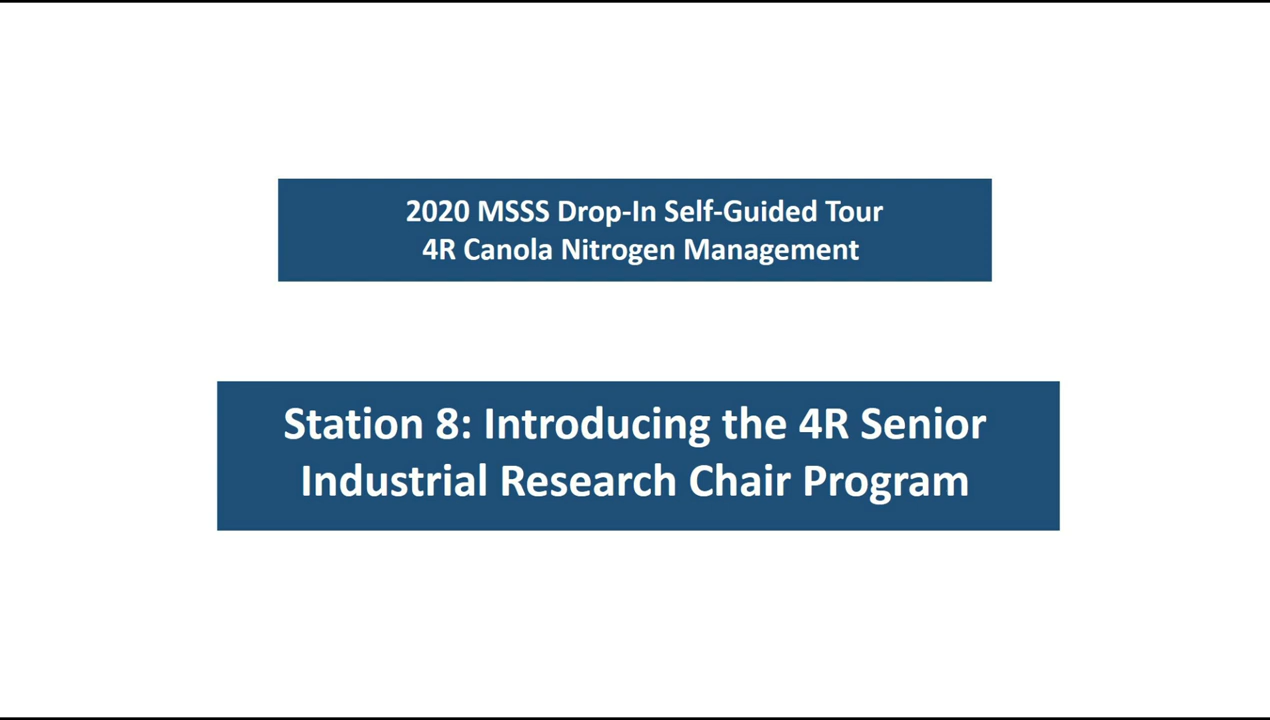 2020 MSSS Drop-In Self-Guided Tour
4R Canola Nitrogen Management
Station 8: Introducing the 4R Senior
Industrial Research Chair Program